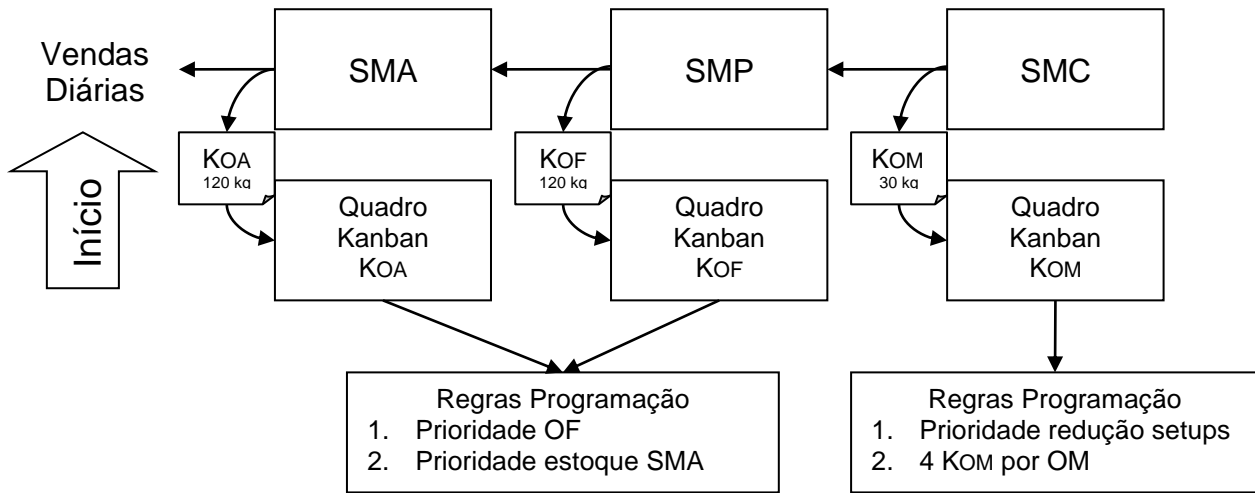 Vendas
Diárias
SMA
SMP
SMC
KOA
120 kg
KOF
120 kg
KOM
30 kg
Início
Quadro
Kanban
KOA
Quadro
Kanban
KOF
Quadro
Kanban
KOM
Regras Programação
1. Prioridade OF
2. Prioridade estoque SMA
Regras Programação
1. Prioridade redução setups
2. 4 KOM por OM